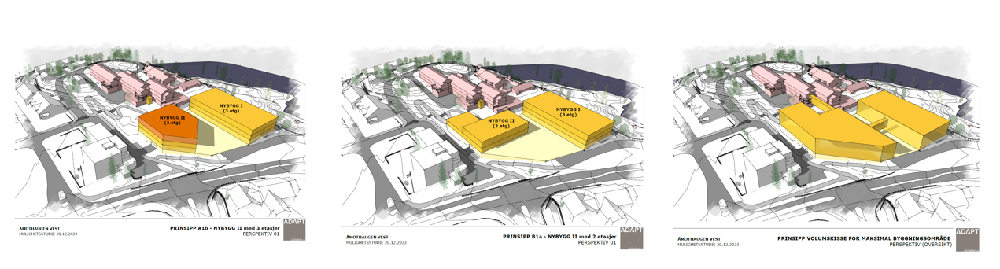 NYBYGG I
(3.etg)
NYBYGG II
(3.etg)
ÅMOTHAUGEN VEST
MULIGHETSSTUDIE 20.12.2023
PRINSIPP A1b - NYBYGG II med 3 etasjer
PERSPEKTIV 01
ADAPT
NYBYGG I
(3.etg)
NYBYGG II
(2.etg)
ÅMOTHAUGEN VEST
MULIGHETSSTUDIE 20.12.2023
PRINSIPP B1a - NYBYGG II med 2 etasjer
PERSPEKTIV 01
ADAPT
ÅMOTHAUGEN VEST
MULIGHETSSTUDIE 20.12.2023
PRINSIPP VOLUMSKISSE FOR MAKSIMAL BYGGNINGSOMRÅDE
PERSPEKTIV (OVERSIKT)
ADAPT